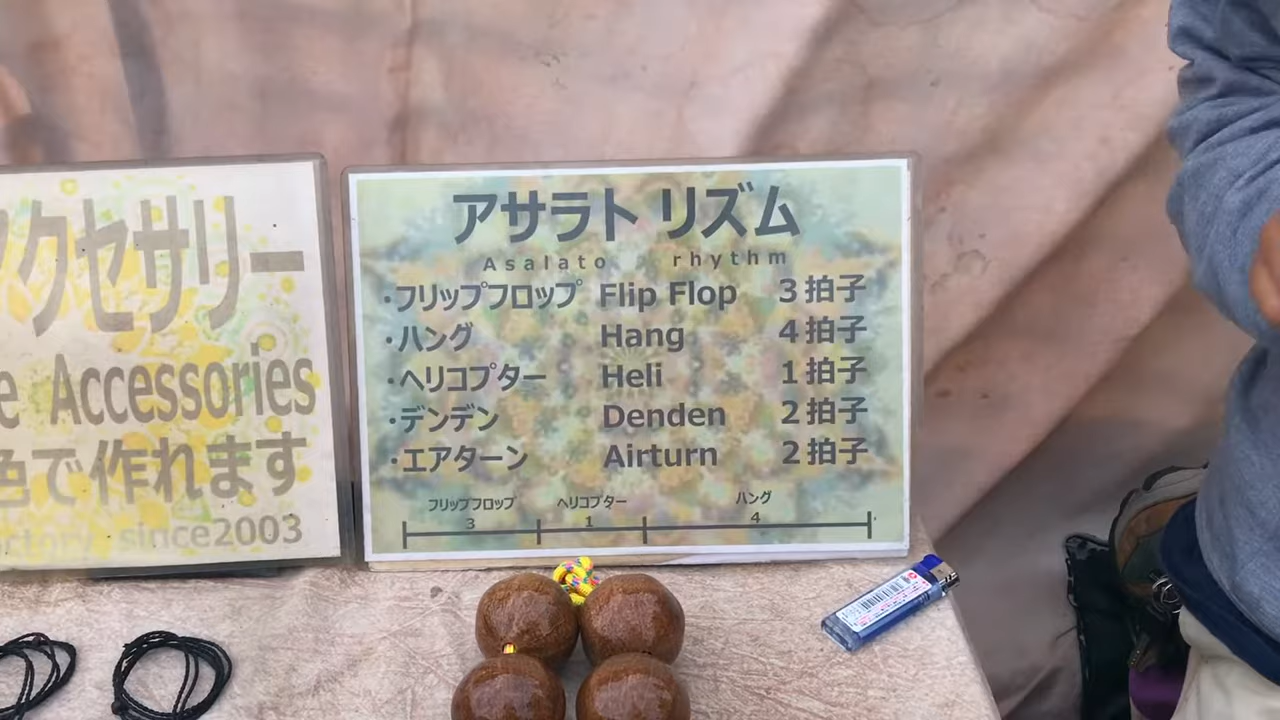 クセサリー
e Accessories
色で作れます
since2003
アサラト リズム
Asalato rhythm
・フリップフロップ Flip Flop 3拍子
・ハング Hang 4拍子
・ヘリコプター Heli 1拍子
・デンデン Denden 2拍子
・エアターン Airturn 2拍子
フリップフロップ ヘリコプター ハング
3 1 4